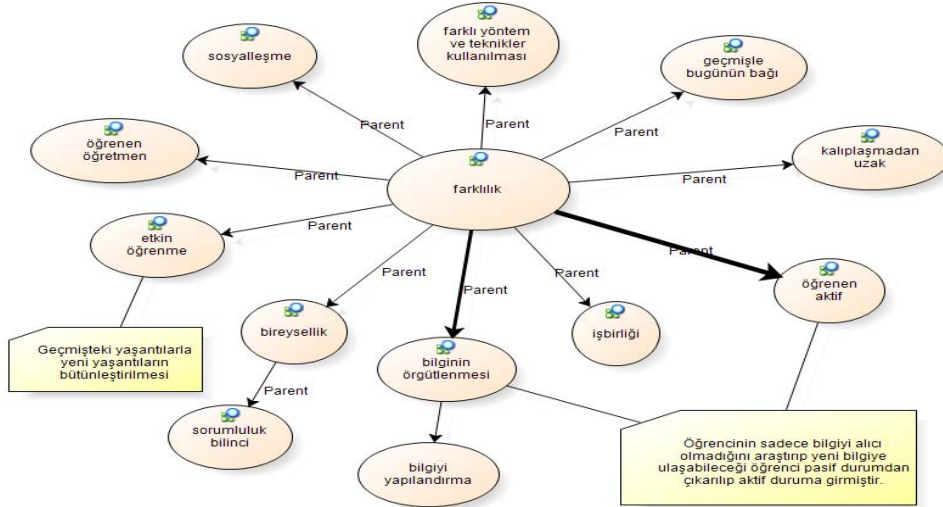 sosyalleşme
farklı yöntem
ve teknikler
kullanılması
geçmişle
bugünün bağı
Parent
Parent
Parent
öğrenen
öğretmen
Parent
kalıplaşmadan
uzak
Parent
farklılık
etkin
öğrenme
Parent
Parent
öğrenen
aktif
Parent
Parent
Parent
bireysellik
işbirliği
Geçmişteki yaşantılarla
yeni yaşantıların
bütünleştirilmesi
bilginin
örgütlenmesi
Parent
sorumluluk
bilinci
bilgiyi
yapılandırma
Öğrencinin sadece bilgiyi alıcı
olmadığını araştırıp yeni bilgiye
ulaşabileceği öğrenci pasif durumdan
çıkarılıp aktif duruma girmiştir.